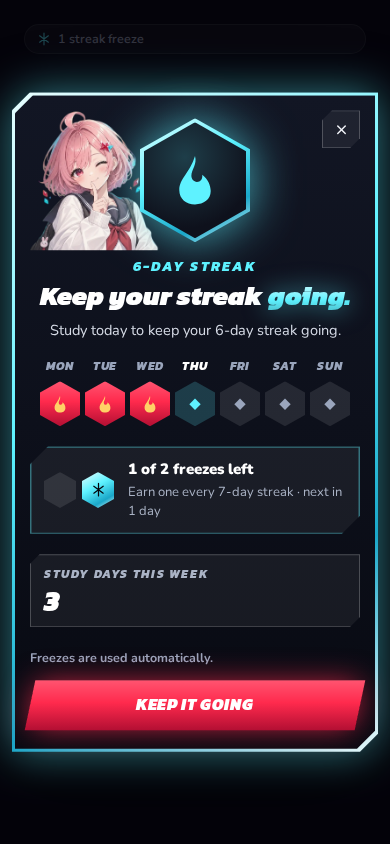 1 streak freeze
6-DAY STREAK
Keep your streak going.
Study today to keep your 6-day streak going.
MON TUE WED THU FRI SAT SUN
1 of 2 freezes left
Earn one every 7-day streak · next in
1 day
STUDY DAYS THIS WEEK
3
Freezes are used automatically.
KEEP IT GOING